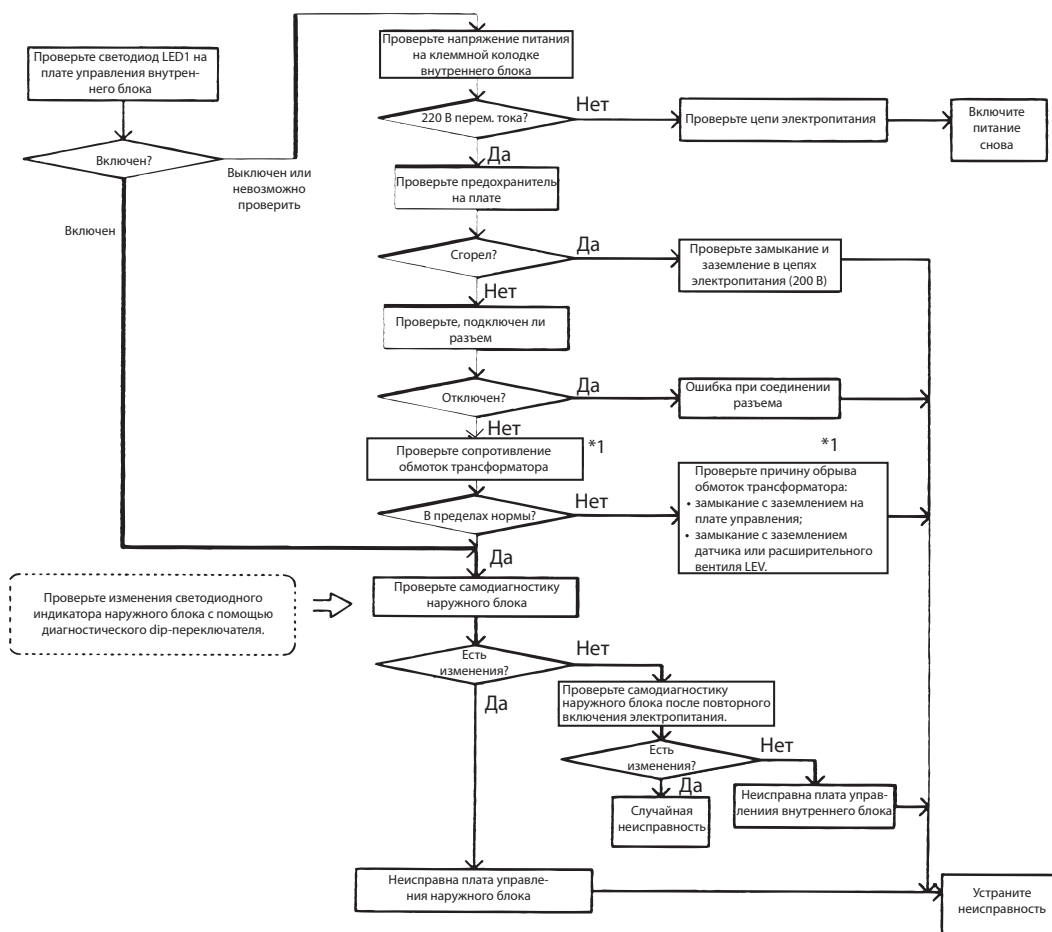 Проверьте светодиод LED1 на
плате управления внутрен-
него блока
Включен?
Выключен или
невозможно
проверить
Включен
Проверьте напряжение питания
на клеммной колодке
внутреннего блока
220 В перем. тока?
Нет
Проверьте цепи электропитания
Включите
питание
снова
Да
Проверьте предохранитель
на плате
Сгорел?
Да
Проверьте замыкание и
заземление в цепях
электропитания (200 В)
Нет
Проверьте, подключен ли
разъем
Отключен?
Да
Ошибка при соединении
разъема
Нет
Проверьте сопротивление
обмоток трансформатора
*1
*1
В пределах нормы?
Нет
Проверьте причину обрыва
обмоток трансформатора:
• замыкание с заземлением на
плате управления;
• замыкание с заземлением
датчика или расширительного
вентиля LEV.
Да
Проверьте изменения светодиодного
индикатора наружного блока с помощью
диагностического dip-переключателя.
Проверьте самодиагностику
наружного блока
Есть
изменения?
Нет
Да
Проверьте самодиагностику
наружного блока после повторного
включения электропитания.
Есть
изменения?
Нет
Да
Случайная
неисправность
Неисправна плата управ-
лениия внутреннего блока
Неисправна плата управле-
ния наружного блока
Устраните
неисправность